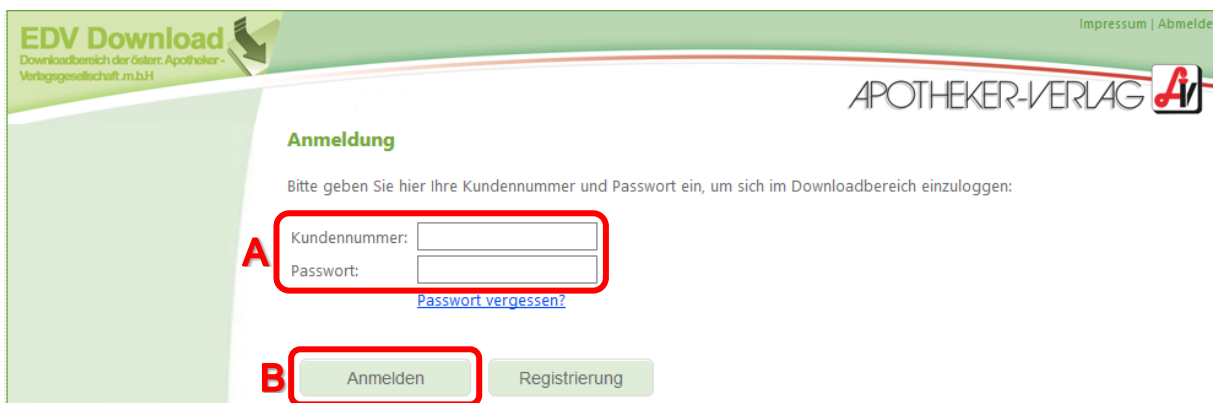 EDV Download
Downloadbereich der österr. Apotheker -
Verlagsgesellschaft .m.b.H
Impressum | Abmelde
APOTHEKER-VERLAG AV
Anmeldung
Bitte geben Sie hier Ihre Kundennummer und Passwort ein, um sich im Downloadbereich einzuloggen:
A
Kundennummer:
Passwort:
Passwort vergessen?
B
Anmelden Registrierung